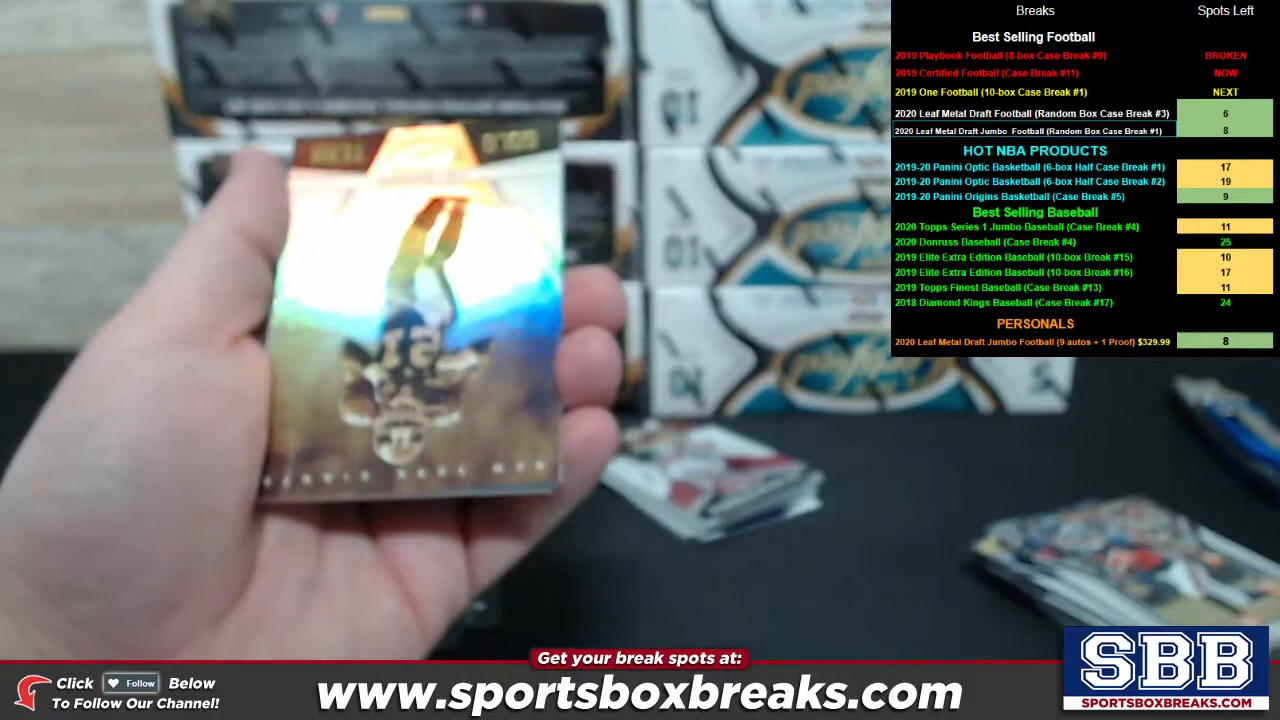 Breaks Spots Left
Best Selling Football
2019 Playbook Football (8-box Case Break #9) BROKEN
2019 Certified Football (Case Break #11) NOW
2019 One Football (10-box Case Break #1) NEXT
2020 Leaf Metal Draft Football (Random Box Case Break #3) 6
2020 Leaf Metal Draft Jumbo Football (Random Box Case Break #1) 8
HOT NBA PRODUCTS
2019-20 Panini Optic Basketball (6-box Half Case Break #1) 17
2019-20 Panini Optic Basketball (6-box Half Case Break #2) 19
2019-20 Panini Origins Basketball (Case Break #5) 9
Best Selling Baseball
2020 Topps Series 1 Jumbo Baseball (Case Break #4) 11
2020 Donruss Baseball (Case Break #4) 25
2019 Elite Extra Edition Baseball (10-box Break #15) 10
2019 Elite Extra Edition Baseball (10-box Break #16) 17
2019 Topps Finest Baseball (Case Break #13) 11
2018 Diamond Kings Baseball (Case Break #17) 24
PERSONALS
2020 Leaf Metal Draft Jumbo Football (9 autos + 1 Proof) $329.99 8
GOLD TEAM
Get your break spots at:
Click Follow Below
To Follow Our Channel!
www.sportsboxbreaks.com
SBB
SPORTSBOXBREAKS.COM